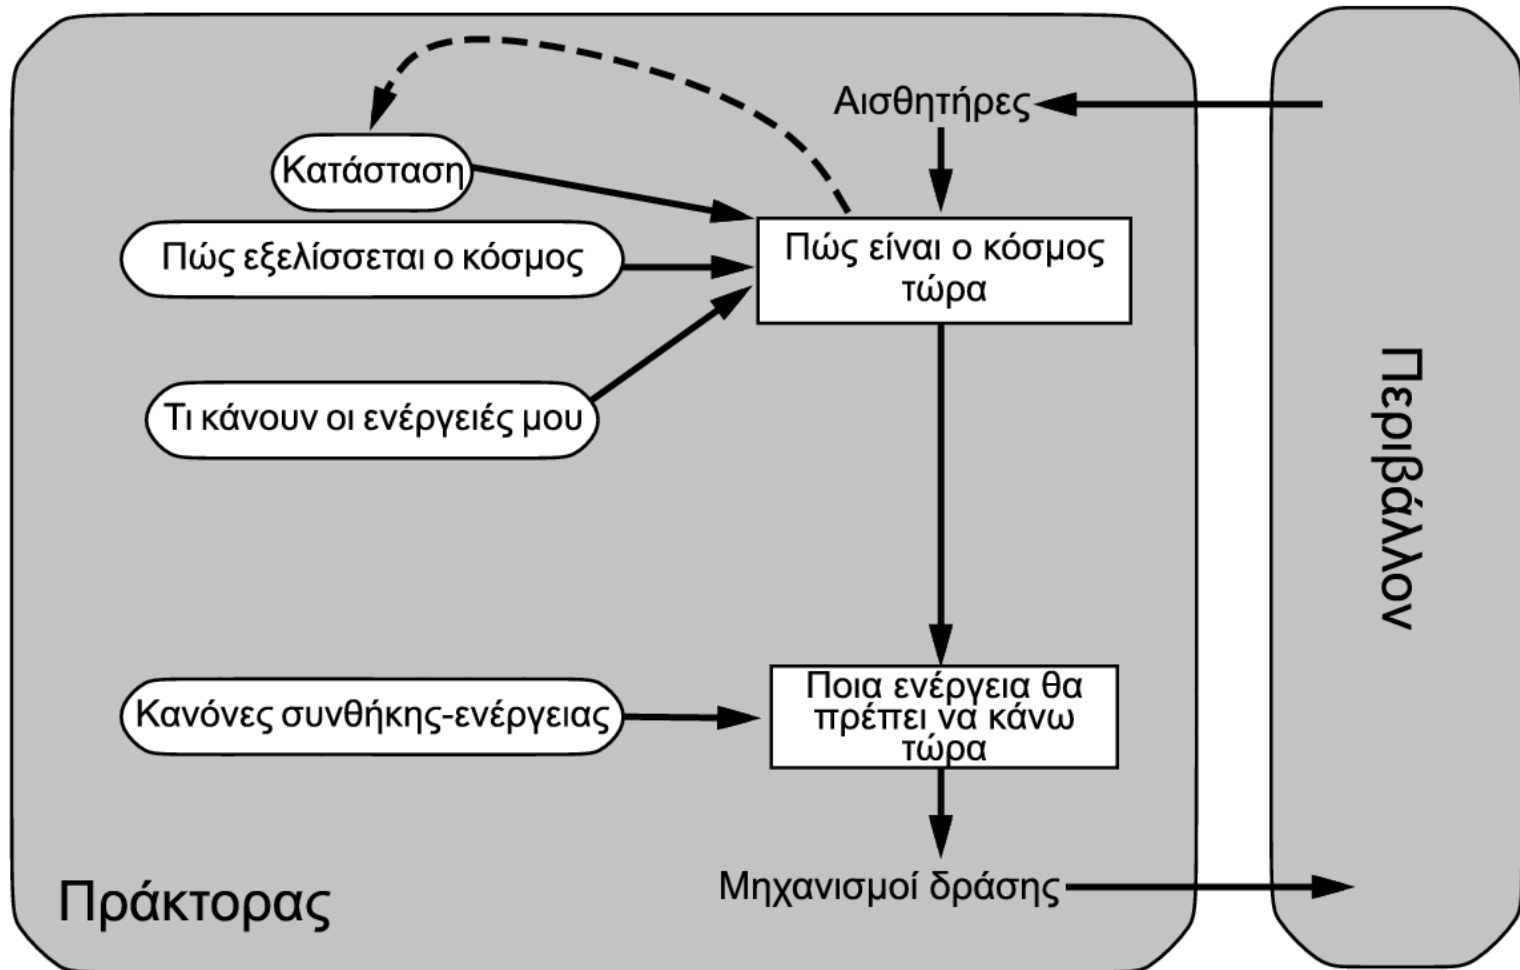 Αισθητήρες
Κατάσταση
Πώς εξελίσσεται ο κόσμος
Πώς είναι ο κόσμος
τώρα
Τι κάνουν οι ενέργειές μου
Κανόνες συνθήκης-ενέργειας
Ποια ενέργεια θα
πρέπει να κάνω
τώρα
Μηχανισμοί δράσης
Πράκτορας
Περιβάλλον